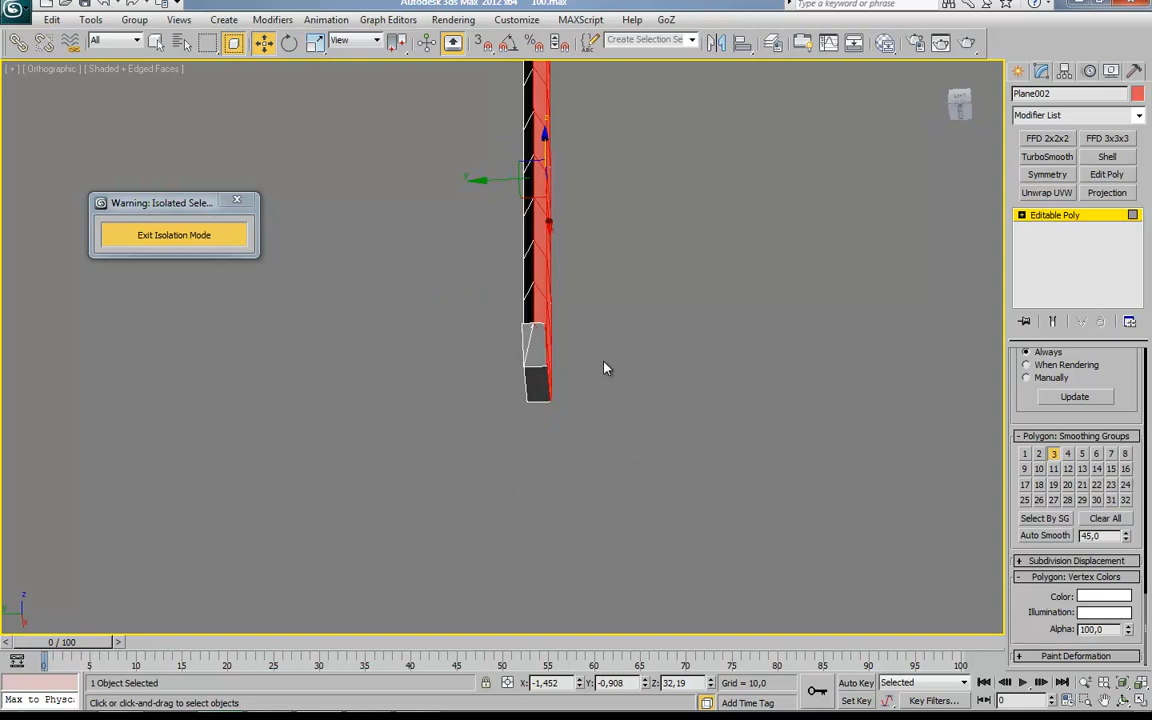 Autodesk 3ds Max 2012 x64 100.max
Type a keyword or phrase
Edit Tools Group Views Create Modifiers Animation Graph Editors Rendering Customize MAXScript Help GoZ
All View Create Selection Se
[ + ] [ Orthographic ] [ Shaded + Edged Faces ]
Plane002
Modifier List
FFD 2x2x2 FFD 3x3x3
TurboSmooth Shell
Symmetry Edit Poly
Unwrap UVW Projection
Editable Poly
Warning: Isolated Sele...
Exit Isolation Mode
y
z
Always
When Rendering
Manually
Update
- Polygon: Smoothing Groups
1 2 3 4 5 6 7 8
9 10 11 12 13 14 15 16
17 18 19 20 21 22 23 24
25 26 27 28 29 30 31 32
Select By SG Clear All
Auto Smooth 45,0
+ Subdivision Displacement
- Polygon: Vertex Colors
Color:
Illumination:
Alpha: 100,0
+ Paint Deformation
z
y
x
< 0 / 100 >
0 5 10 15 20 25 30 35 40 45 50 55 60 65 70 75 80 85 90 95 100
1 Object Selected X: -1,452 Y: -0,908 Z: 32,19 Grid = 10,0 Auto Key Selected
Max to Physc Click or click-and-drag to select objects Add Time Tag Set Key Key Filters... 0